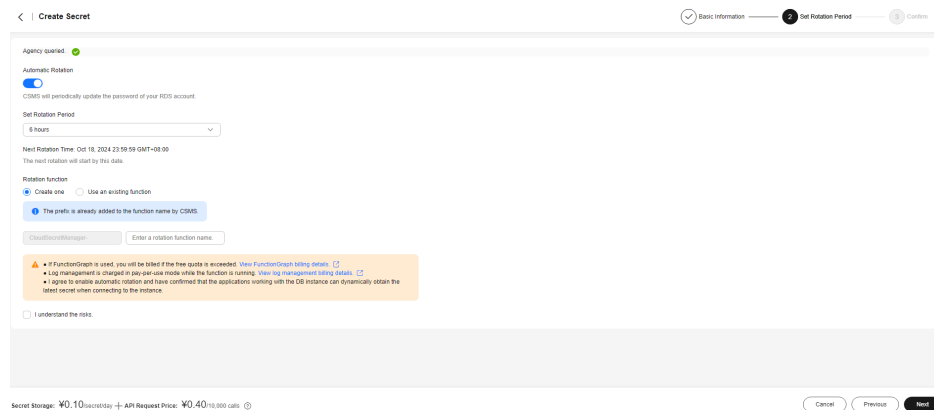 Create Secret
Basic Information
2 Set Rotation Period
3 Confirm
Agency queried.
Automatic Rotation
CSMS will periodically update the password of your RDS account.
Set Rotation Period
6 hours
Next Rotation Time: Oct 18, 2024 23:59:59 GMT+08:00
The next rotation will start by this date.
Rotation function
Create one Use an existing function
The prefix is already added to the function name by CSMS.
CloudSecretManager- Enter a rotation function name.
● If FunctionGraph is used, you will be billed if the free quota is exceeded. View FunctionGraph billing details.
● Log management is charged in pay-per-use mode while the function is running. View log management billing details.
● I agree to enable automatic rotation and have confirmed that the applications working with the DB instance can dynamically obtain the
latest secret when connecting to the instance.
I understand the risks.
Secret Storage: ¥0.10/secret/day + API Request Price: ¥0.40/10,000 calls
Cancel Previous Next